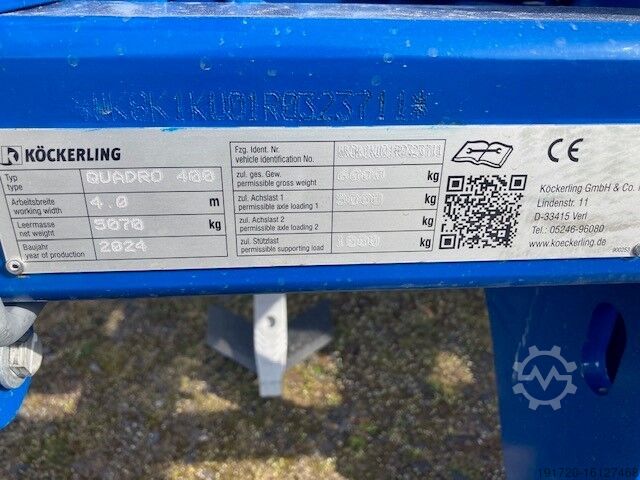 *WK8K1KU01R0323711*
KÖCKERLING
Typ
type
QUADRO 400
Arbeitsbreite
working width
4.0 m
Leermasse
net weight
5070 kg
Baujahr
year of production
2024
Fzg. Ident. Nr.
vehicle identification No.
zul. ges. Gew.
permissible gross weight
kg
zul. Achslast 1
permissible axle loading 1
kg
zul. Achslast 2
permissible axle loading 2
kg
zul. Stützlast
permissible supporting load
kg
CE
Köckerling GmbH & Co.
Lindenstr. 11
D-33415 Verl
Tel.: 05246-96080
www.koeckerling.de